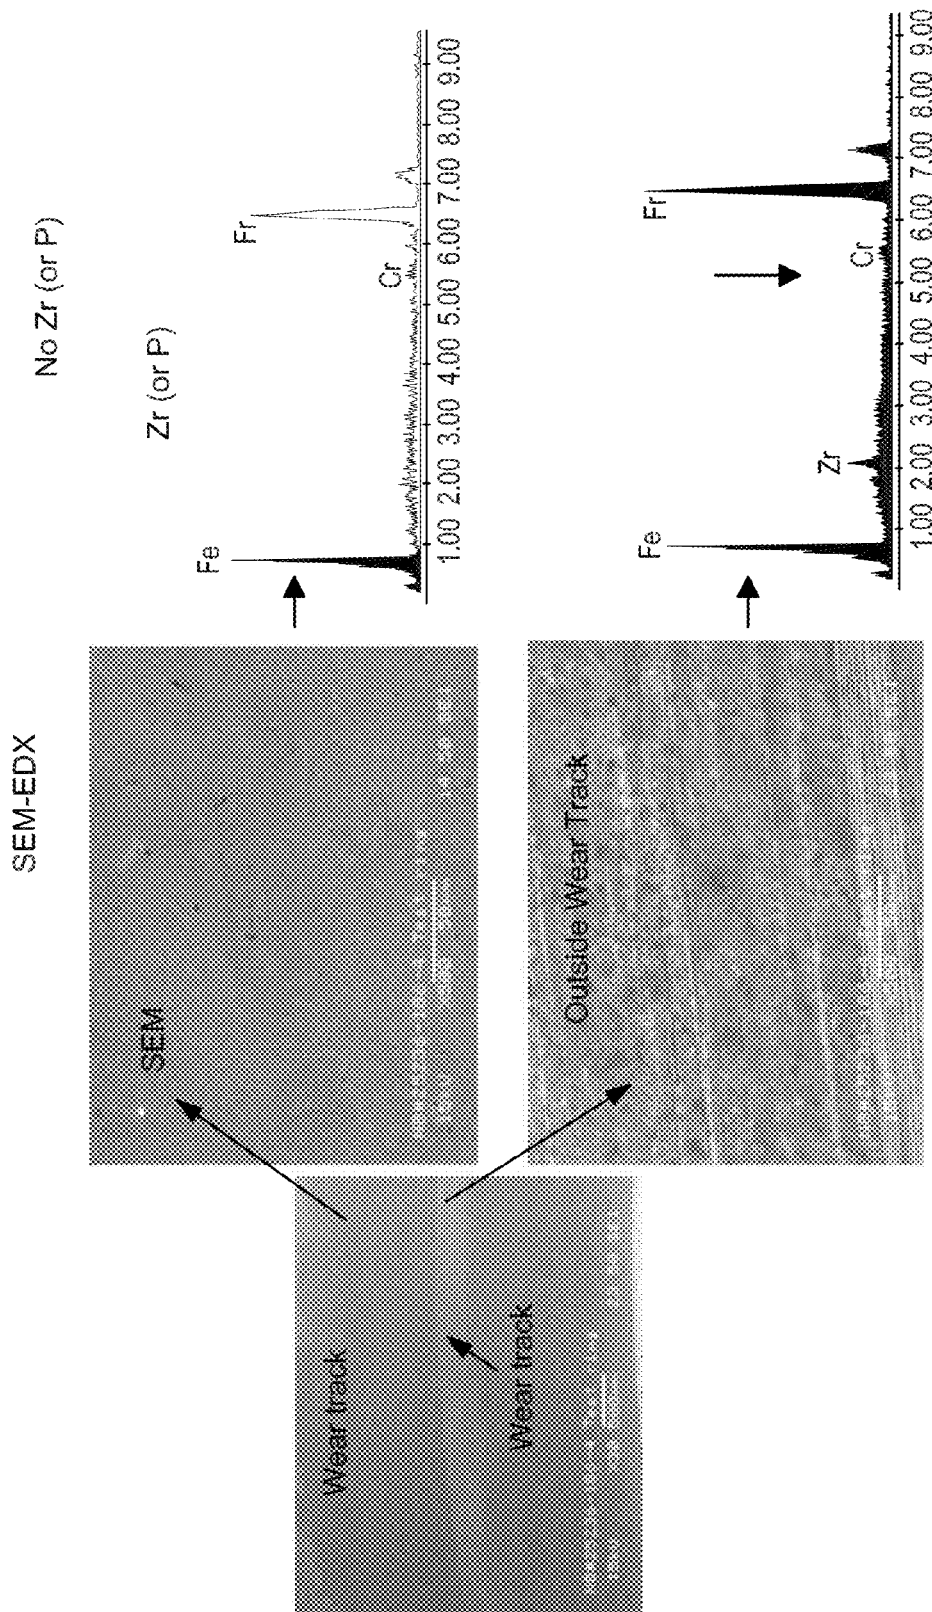 SEM-EDX
No Zr (or P)
Zr (or P)
SEM
Fe
Cr
Fr
1.00 2.00 3.00 4.00 5.00 6.00 7.00 8.00 9.00
Wear track
Wear track
Outside Wear Track
Fe
Zr
Cr
Fr
1.00 2.00 3.00 4.00 5.00 6.00 7.00 8.00 9.00